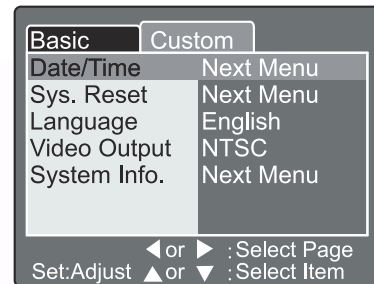 Basic Custom
Date/Time Next Menu
Sys. Reset Next Menu
Language English
Video Output NTSC
System Info. Next Menu
◀ or ▶ :Select Page
Set:Adjust ▲ or ▼ :Select Item